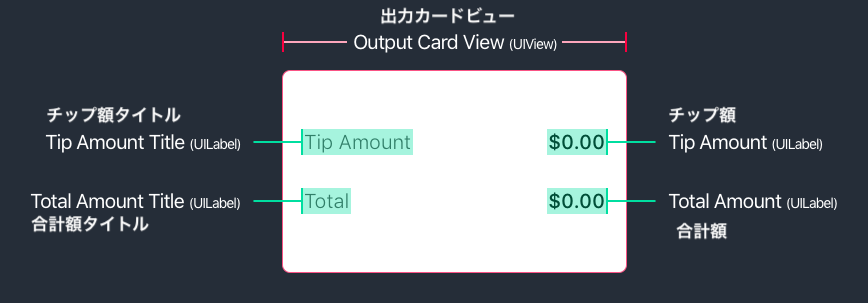 出力カードビュー
Output Card View (UIView)
チップ額タイトル
チップ額
Tip Amount Title (UILabel)
Tip Amount
$0.00
Tip Amount (UILabel)
Total Amount Title (UILabel)
Total
$0.00
Total Amount (UILabel)
合計額タイトル
合計額